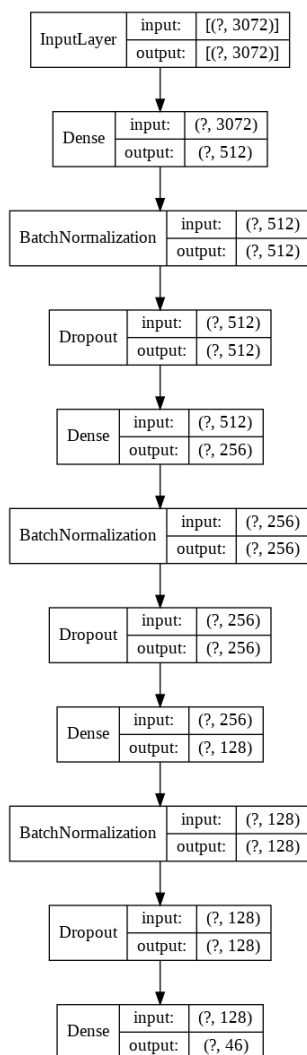 InputLayer
input: [(?, 3072)]
output: [(?, 3072)]
Dense
input: (?, 3072)
output: (?, 512)
BatchNormalization
input: (?, 512)
output: (?, 512)
Dropout
input: (?, 512)
output: (?, 512)
Dense
input: (?, 512)
output: (?, 256)
BatchNormalization
input: (?, 256)
output: (?, 256)
Dropout
input: (?, 256)
output: (?, 256)
Dense
input: (?, 256)
output: (?, 128)
BatchNormalization
input: (?, 128)
output: (?, 128)
Dropout
input: (?, 128)
output: (?, 128)
Dense
input: (?, 128)
output: (?, 46)